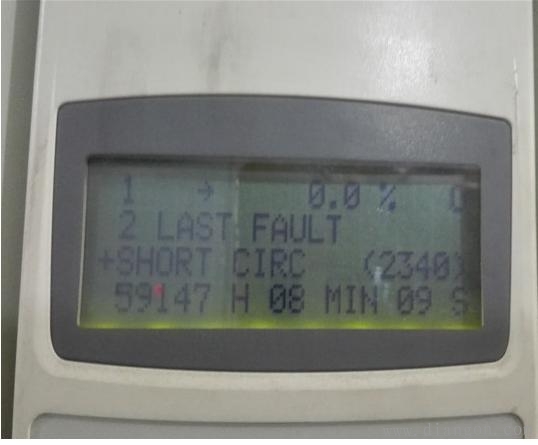 1 → 0.0 %
2 LAST FAULT
+SHORT CIRC (2340)
59147 H 08 MIN 09 S